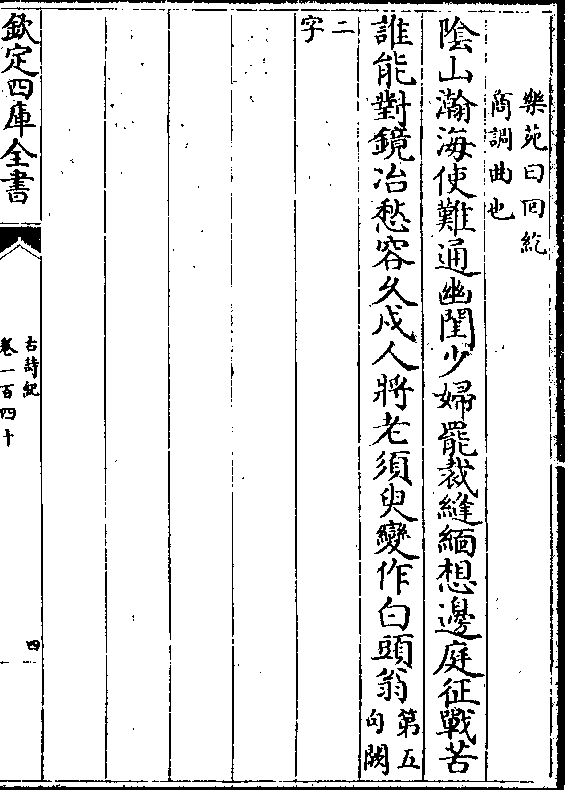 樂苑曰回紇
商調曲也
陰山瀚海使難通幽閨少婦罷裁縫緬想邊庭征戰苦
誰能對鏡冶愁容久戍人將老須臾變作白頭翁第五
句闕
二
字
欽定四庫全書
古詩紀
卷一百四十
四